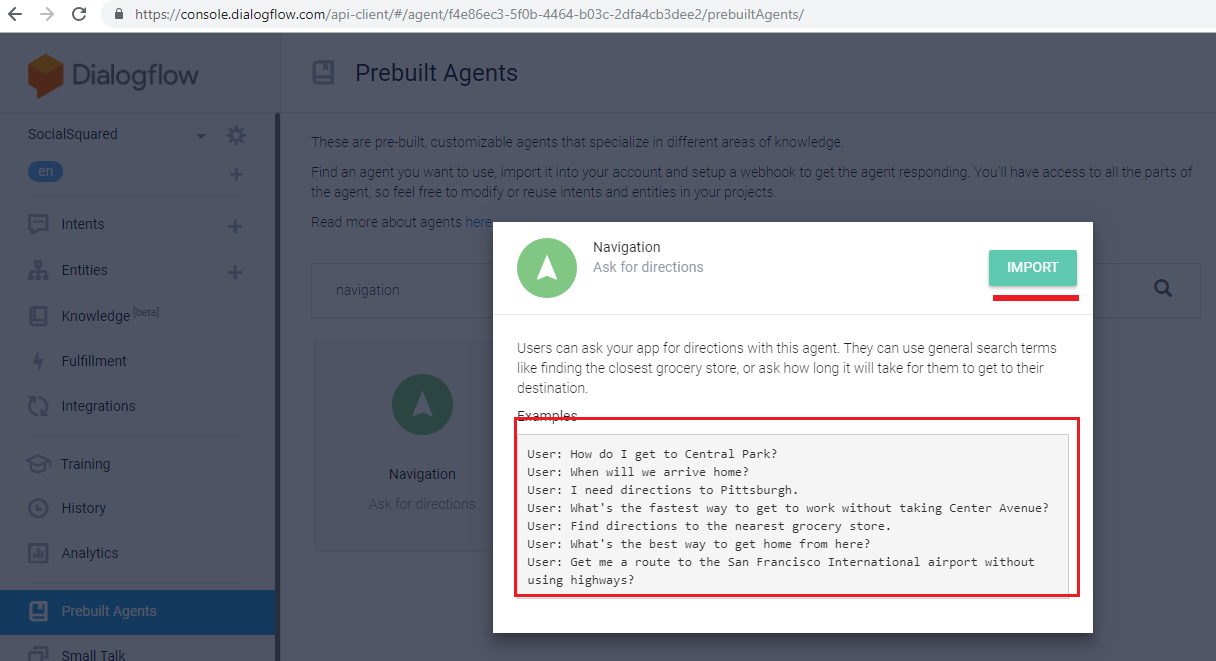 https://console.dialogflow.com/api-client/#/agent/f4e86ec3-5f0b-4464-b03c-2dfa4cb3dee2/prebuiltAgents/
Dialogflow
Prebuilt Agents
SocialSquared
en
Intents
Entities
Knowledge [beta]
Fulfillment
Integrations
Training
History
Analytics
Prebuilt Agents
Small Talk
These are pre-built, customizable agents that specialize in different areas of knowledge.
Find an agent you want to use, import it into your account and setup a webhook to get the agent responding. You'll have access to all the parts of
the agent, so feel free to modify or reuse intents and entities in your projects.
Read more about agents here
navigation
Navigation
Ask for directions
Navigation
Ask for directions
IMPORT
Users can ask your app for directions with this agent. They can use general search terms
like finding the closest grocery store, or ask how long it will take for them to get to their
destination.
Examples
User: How do I get to Central Park?
User: When will we arrive home?
User: I need directions to Pittsburgh.
User: What's the fastest way to get to work without taking Center Avenue?
User: Find directions to the nearest grocery store.
User: What's the best way to get home from here?
User: Get me a route to the San Francisco International airport without
using highways?